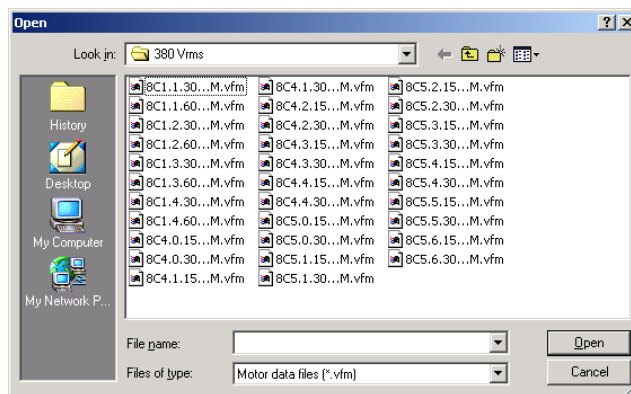 Open
Look in: 380 Vrms
History
Desktop
My Computer
My Network P...
8C1.1.30...M.vfm
8C1.1.60...M.vfm
8C1.2.30...M.vfm
8C1.2.60...M.vfm
8C1.3.30...M.vfm
8C1.3.60...M.vfm
8C1.4.30...M.vfm
8C1.4.60...M.vfm
8C4.0.15...M.vfm
8C4.0.30...M.vfm
8C4.1.15...M.vfm
8C4.1.30...M.vfm
8C4.2.15...M.vfm
8C4.2.30...M.vfm
8C4.3.15...M.vfm
8C4.3.30...M.vfm
8C4.4.15...M.vfm
8C4.4.30...M.vfm
8C5.0.15...M.vfm
8C5.0.30...M.vfm
8C5.1.15...M.vfm
8C5.1.30...M.vfm
8C5.2.15...M.vfm
8C5.2.30...M.vfm
8C5.3.15...M.vfm
8C5.3.30...M.vfm
8C5.4.15...M.vfm
8C5.4.30...M.vfm
8C5.5.15...M.vfm
8C5.5.30...M.vfm
8C5.6.15...M.vfm
8C5.6.30...M.vfm
File name:
Open
Files of type: Motor data files (*.vfm)
Cancel